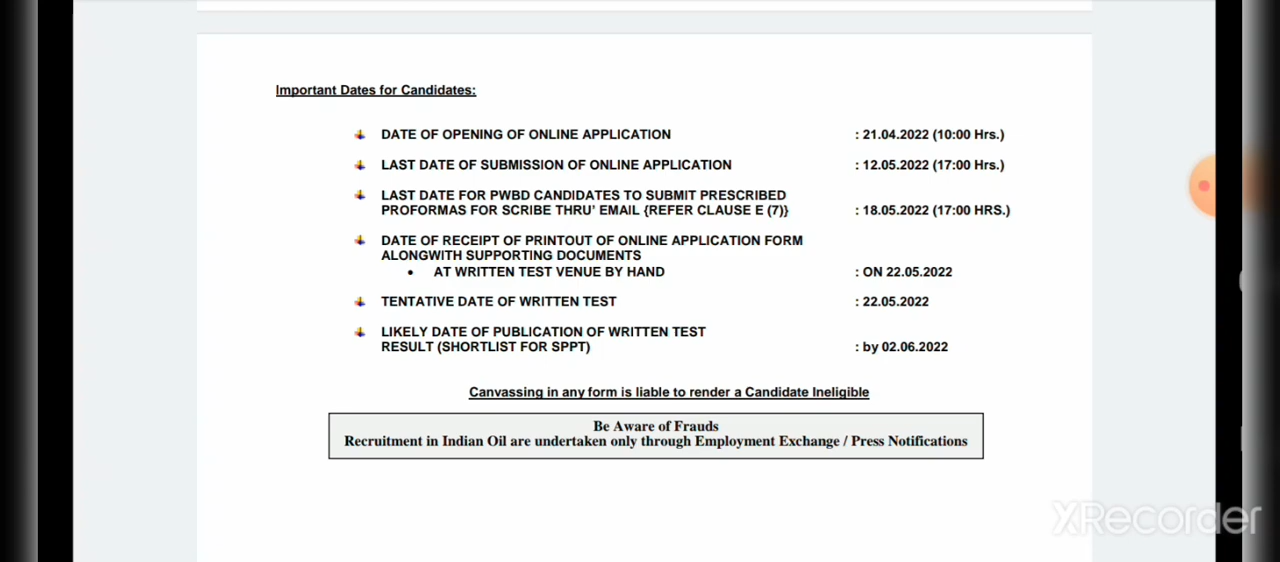 Important Dates for Candidates:
DATE OF OPENING OF ONLINE APPLICATION : 21.04.2022 (10:00 Hrs.)
LAST DATE OF SUBMISSION OF ONLINE APPLICATION : 12.05.2022 (17:00 Hrs.)
LAST DATE FOR PWBD CANDIDATES TO SUBMIT PRESCRIBED
PROFORMAS FOR SCRIBE THRU' EMAIL {REFER CLAUSE E (7)} : 18.05.2022 (17:00 HRS.)
DATE OF RECEIPT OF PRINTOUT OF ONLINE APPLICATION FORM
ALONGWITH SUPPORTING DOCUMENTS
• AT WRITTEN TEST VENUE BY HAND : ON 22.05.2022
TENTATIVE DATE OF WRITTEN TEST : 22.05.2022
LIKELY DATE OF PUBLICATION OF WRITTEN TEST
RESULT (SHORTLIST FOR SPPT) : by 02.06.2022
Canvassing in any form is liable to render a Candidate Ineligible
Be Aware of Frauds
Recruitment in Indian Oil are undertaken only through Employment Exchange / Press Notifications
XRecorder